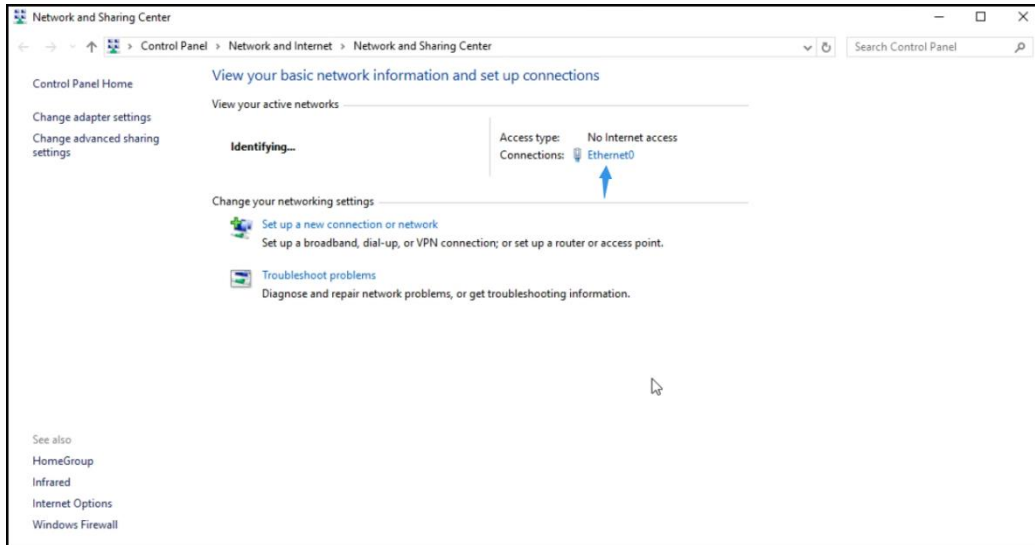 Network and Sharing Center
Control Panel > Network and Internet > Network and Sharing Center
Search Control Panel
Control Panel Home
Change adapter settings
Change advanced sharing
settings
View your basic network information and set up connections
View your active networks
Identifying...
Access type: No Internet access
Connections: Ethernet0
Change your networking settings
Set up a new connection or network
Set up a broadband, dial-up, or VPN connection; or set up a router or access point.
Troubleshoot problems
Diagnose and repair network problems, or get troubleshooting information.
See also
HomeGroup
Infrared
Internet Options
Windows Firewall